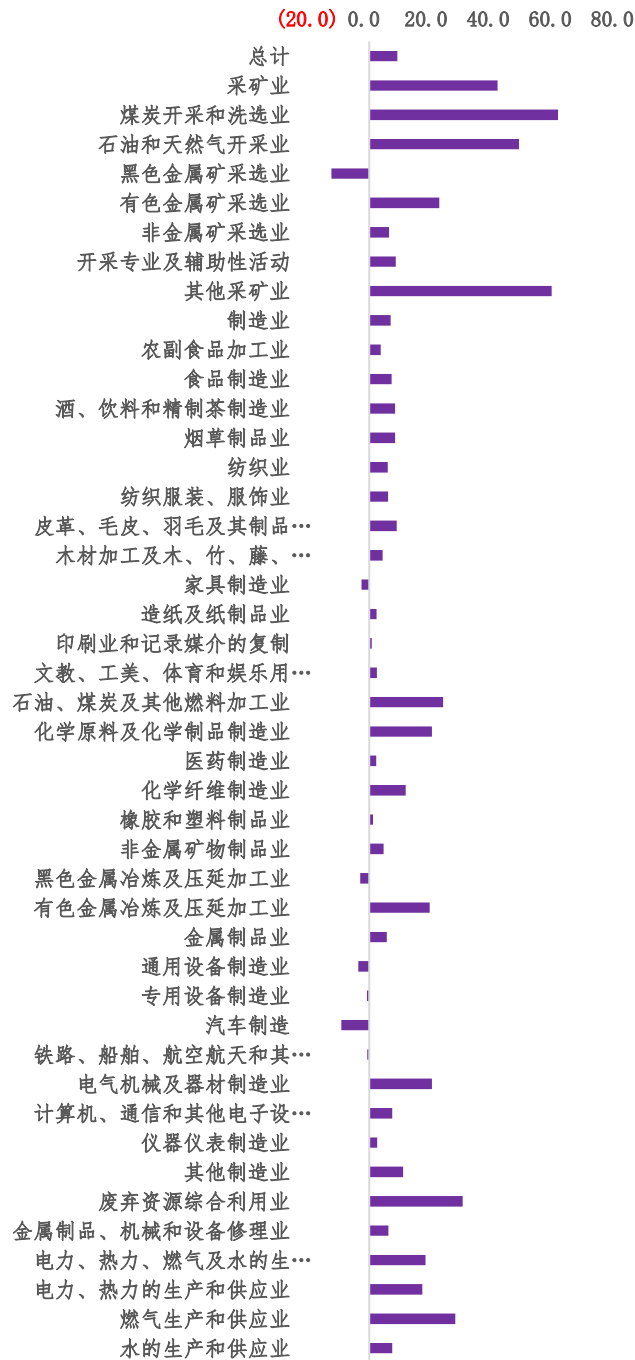 (20.0) 0.0 20.0 40.0 60.0 80.0
总计
采矿业
煤炭开采和洗选业
石油和天然气开采业
黑色金属矿采选业
有色金属矿采选业
非金属矿采选业
开采专业及辅助性活动
其他采矿业
制造业
农副食品加工业
食品制造业
酒、饮料和精制茶制造业
烟草制品业
纺织业
纺织服装、服饰业
皮革、毛皮、羽毛及其制品…
木材加工及木、竹、藤、…
家具制造业
造纸及纸制品业
印刷业和记录媒介的复制
文教、工美、体育和娱乐用…
石油、煤炭及其他燃料加工业
化学原料及化学制品制造业
医药制造业
化学纤维制造业
橡胶和塑料制品业
非金属矿物制品业
黑色金属冶炼及压延加工业
有色金属冶炼及压延加工业
金属制品业
通用设备制造业
专用设备制造业
汽车制造
铁路、船舶、航空航天和其…
电气机械及器材制造业
计算机、通信和其他电子设…
仪器仪表制造业
其他制造业
废弃资源综合利用业
金属制品、机械和设备修理业
电力、热力、燃气及水的生…
电力、热力的生产和供应业
燃气生产和供应业
水的生产和供应业